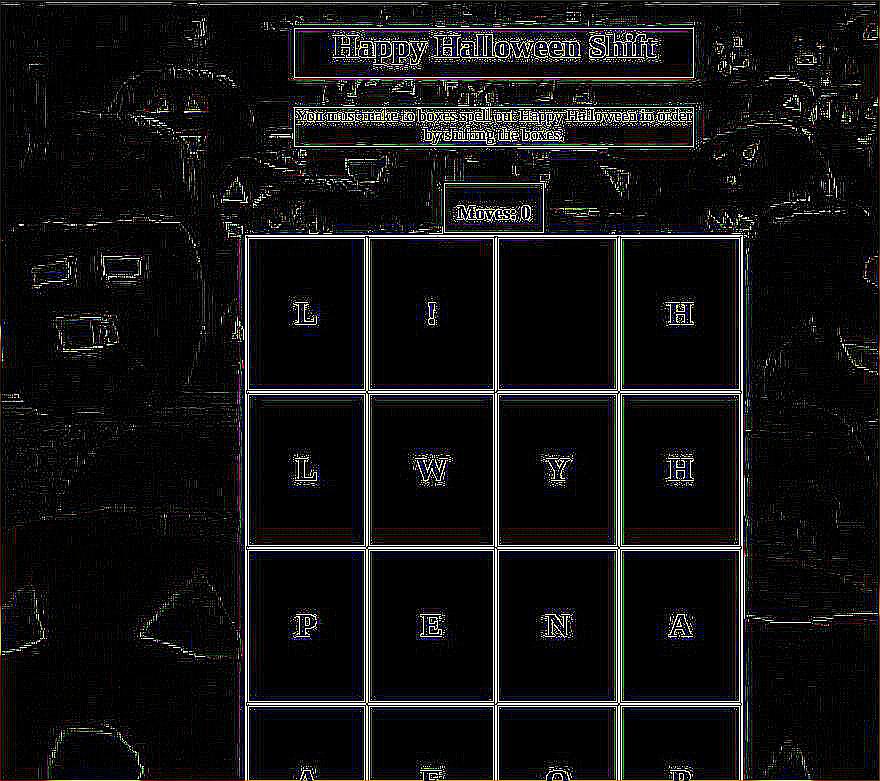 Happy Halloween Shift
You must make to boxes spell out Happy Halloween in order
by shifting the boxes.
Moves: 0
L ! H
L W Y H
P E N A
A E O P